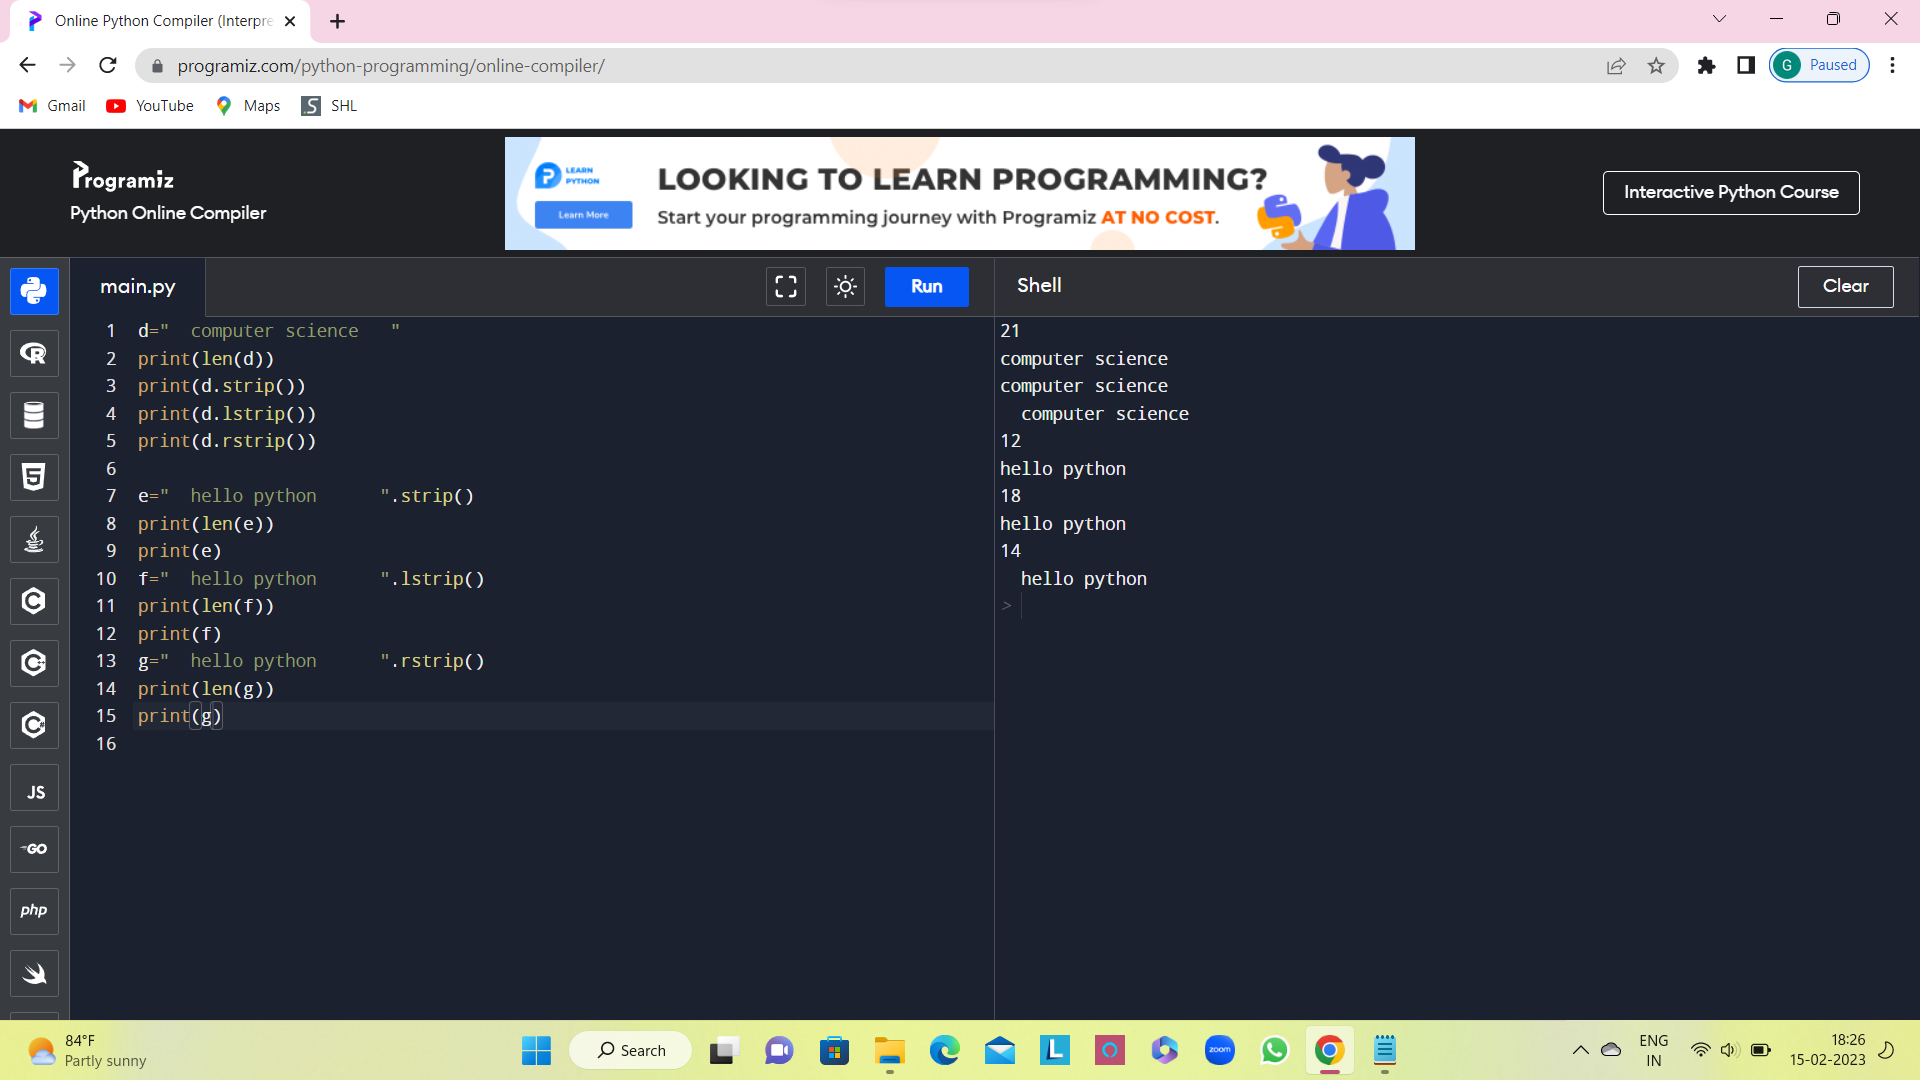 Online Python Compiler (Interpre
programiz.com/python-programming/online-compiler/
G Paused
Gmail YouTube Maps S SHL
Programiz
Python Online Compiler
LEARN
PYTHON
Learn More
LOOKING TO LEARN PROGRAMMING?
Start your programming journey with Programiz AT NO COST.
Interactive Python Course
main.py
Run
Shell
Clear
1 d="  computer science   "
2 print(len(d))
3 print(d.strip())
4 print(d.lstrip())
5 print(d.rstrip())
6
7 e="  hello python      ".strip()
8 print(len(e))
9 print(e)
10 f="  hello python      ".lstrip()
11 print(len(f))
12 print(f)
13 g="  hello python      ".rstrip()
14 print(len(g))
15 print(g)
16
21
computer science
computer science
  computer science
12
hello python
18
hello python
14
  hello python
>
R
5
C
C
C
JS
GO
php
84°F
Partly sunny
Search
L
zoom
ENG
IN
18:26
15-02-2023